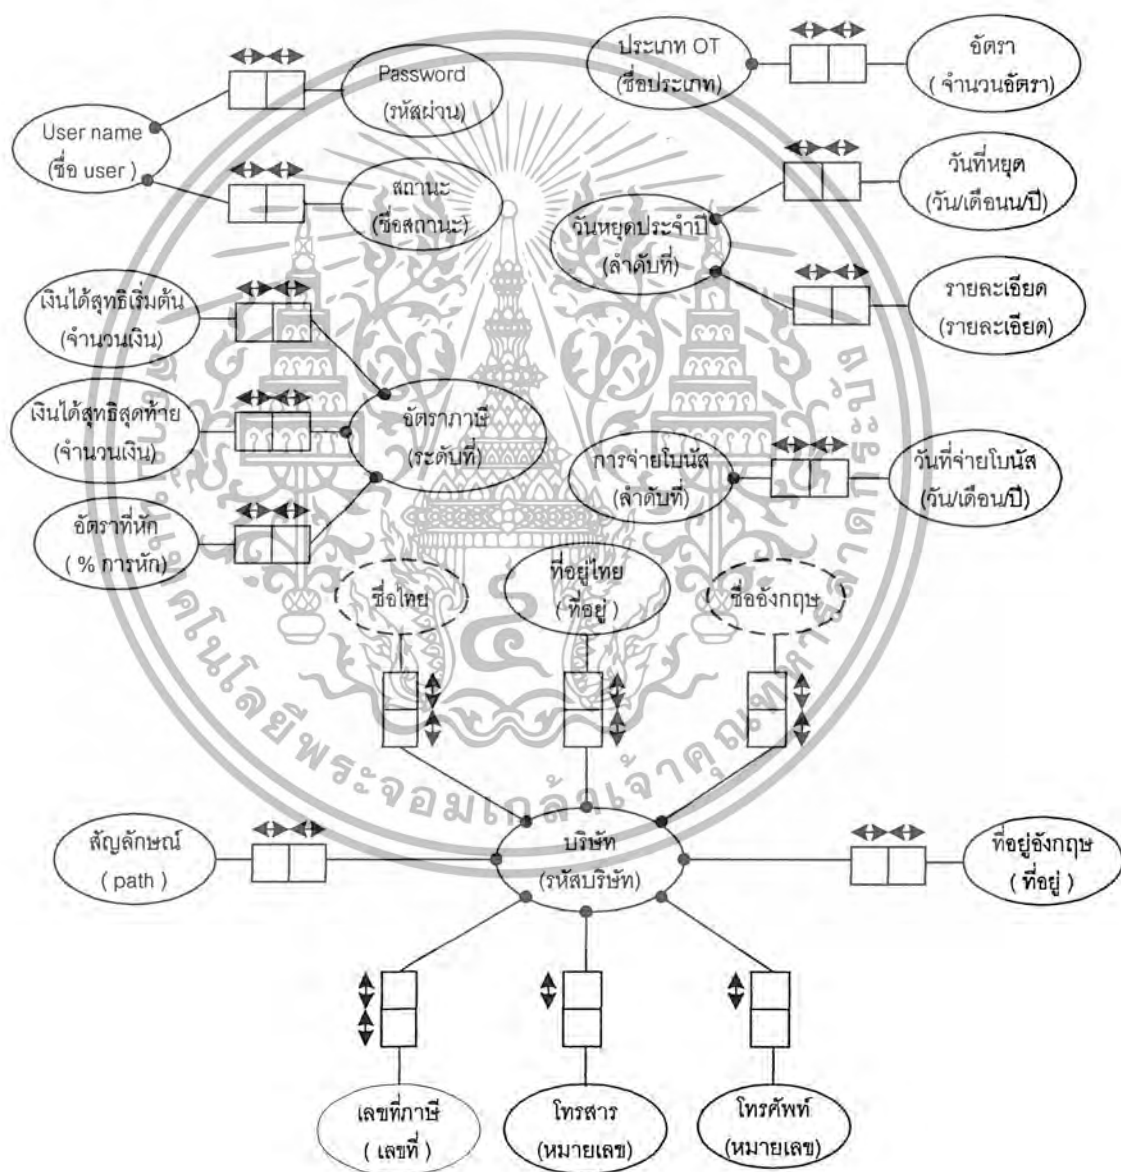 ประเภท OT
(ชื่อประเภท)
อัตรา
( จำนวนอัตรา)
Password
(รหัสผ่าน)
User name
(ชื่อ user )
สถานะ
(ชื่อสถานะ)
วันที่หยุด
(วัน/เดือนน/ปี)
วันหยุดประจำปี
(ลำดับที่)
รายละเอียด
(รายละเอียด)
เงินได้สุทธิเริ่มต้น
(จำนวนเงิน)
เงินได้สุทธิสุดท้าย
(จำนวนเงิน)
อัตราภาษี
(ระดับที่)
การจ่ายโบนัส
(ลำดับที่)
วันที่จ่ายโบนัส
(วัน/เดือน/ปี)
อัตราที่หัก
( % การหัก)
ชื่อไทย
ที่อยู่ไทย
( ที่อยู่ )
ชื่ออังกฤษ
สัญลักษณ์
( path )
บริษัท
(รหัสบริษัท)
ที่อยู่อังกฤษ
( ที่อยู่ )
เลขที่ภาษี
( เลขที่ )
โทรสาร
(หมายเลข)
โทรศัพท์
(หมายเลข)